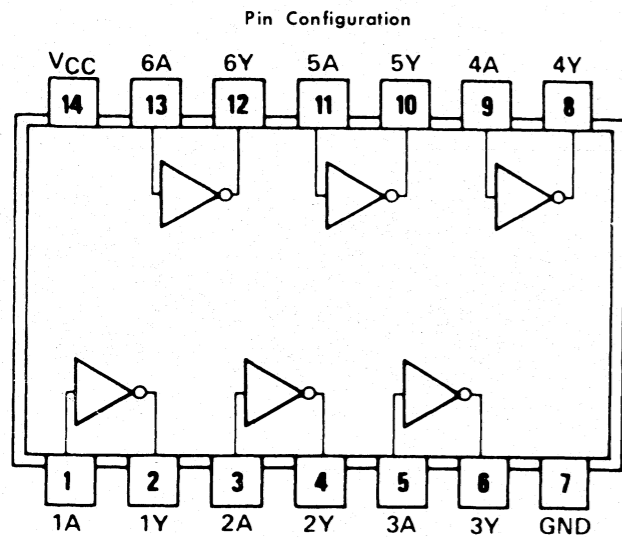 Pin Configuration
VCC 6A 6Y 5A 5Y 4A 4Y
14 13 12 11 10 9 8
1 2 3 4 5 6 7
1A 1Y 2A 2Y 3A 3Y GND